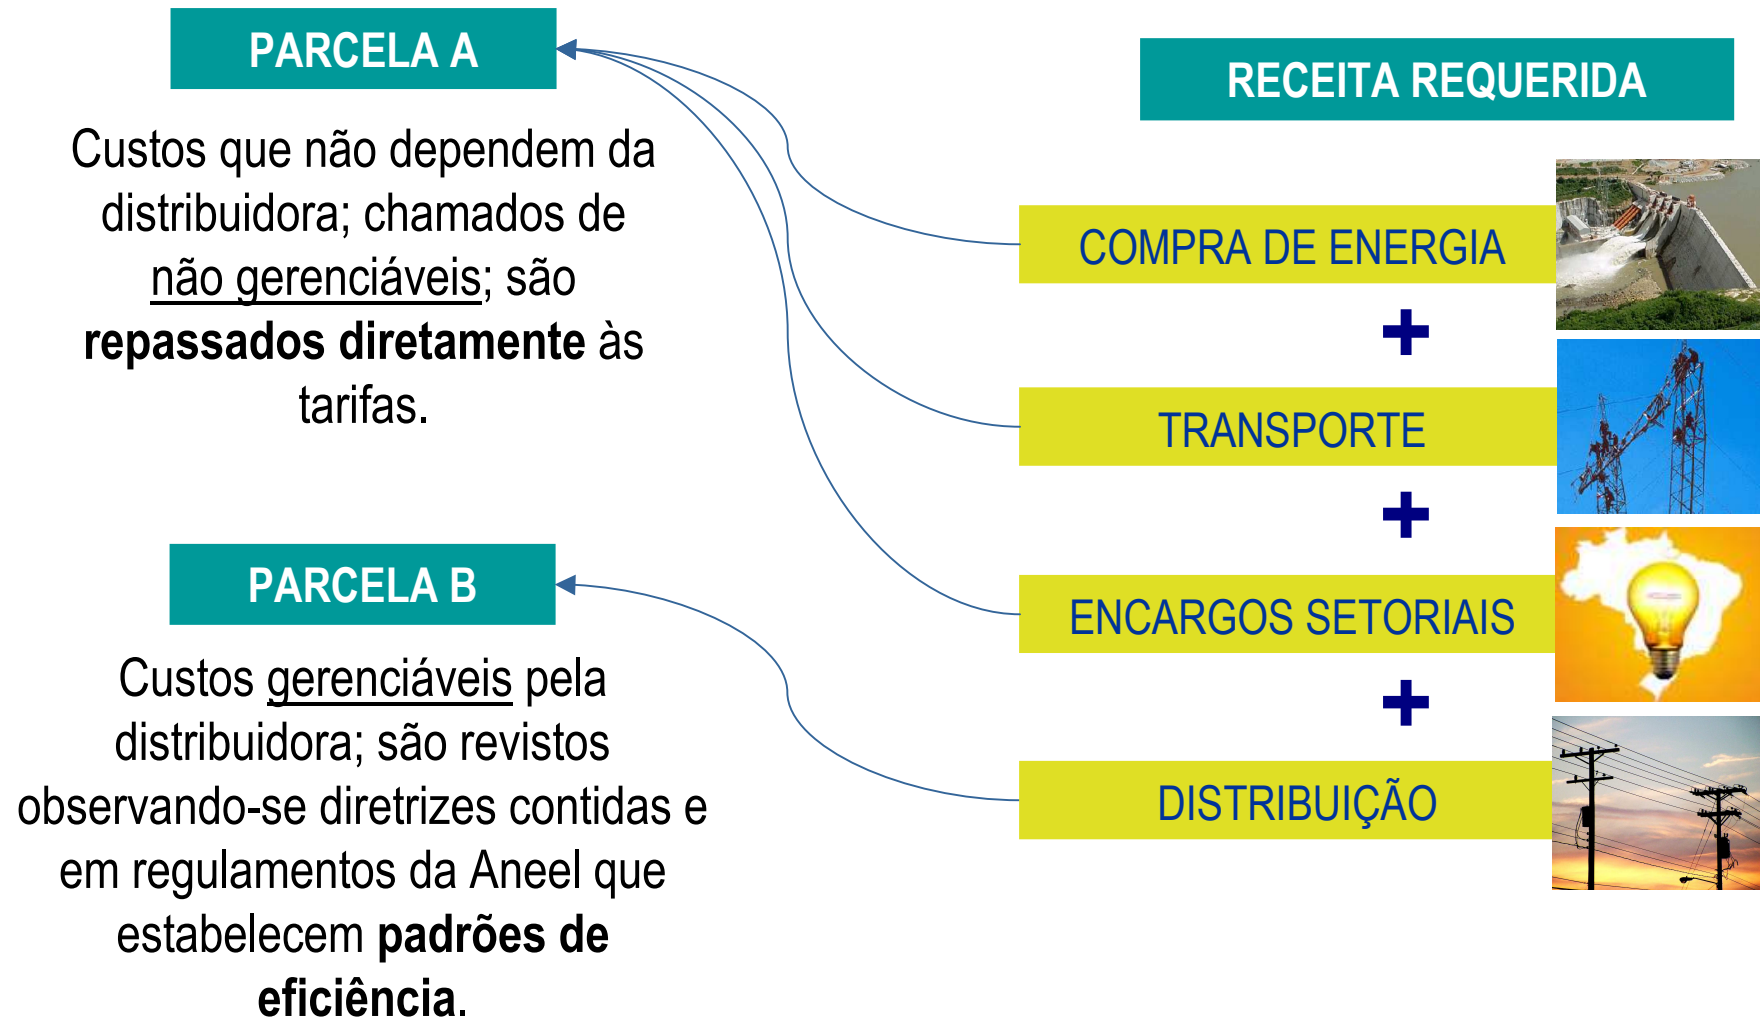 PARCELA A
Custos que não dependem da
distribuidora; chamados de
não gerenciáveis; são
repassados diretamente às
tarifas.
PARCELA B
Custos gerenciáveis pela
distribuidora; são revistos
observando-se diretrizes contidas e
em regulamentos da Aneel que
estabelecem padrões de
eficiência.
RECEITA REQUERIDA
COMPRA DE ENERGIA
+
TRANSPORTE
+
ENCARGOS SETORIAIS
+
DISTRIBUIÇÃO